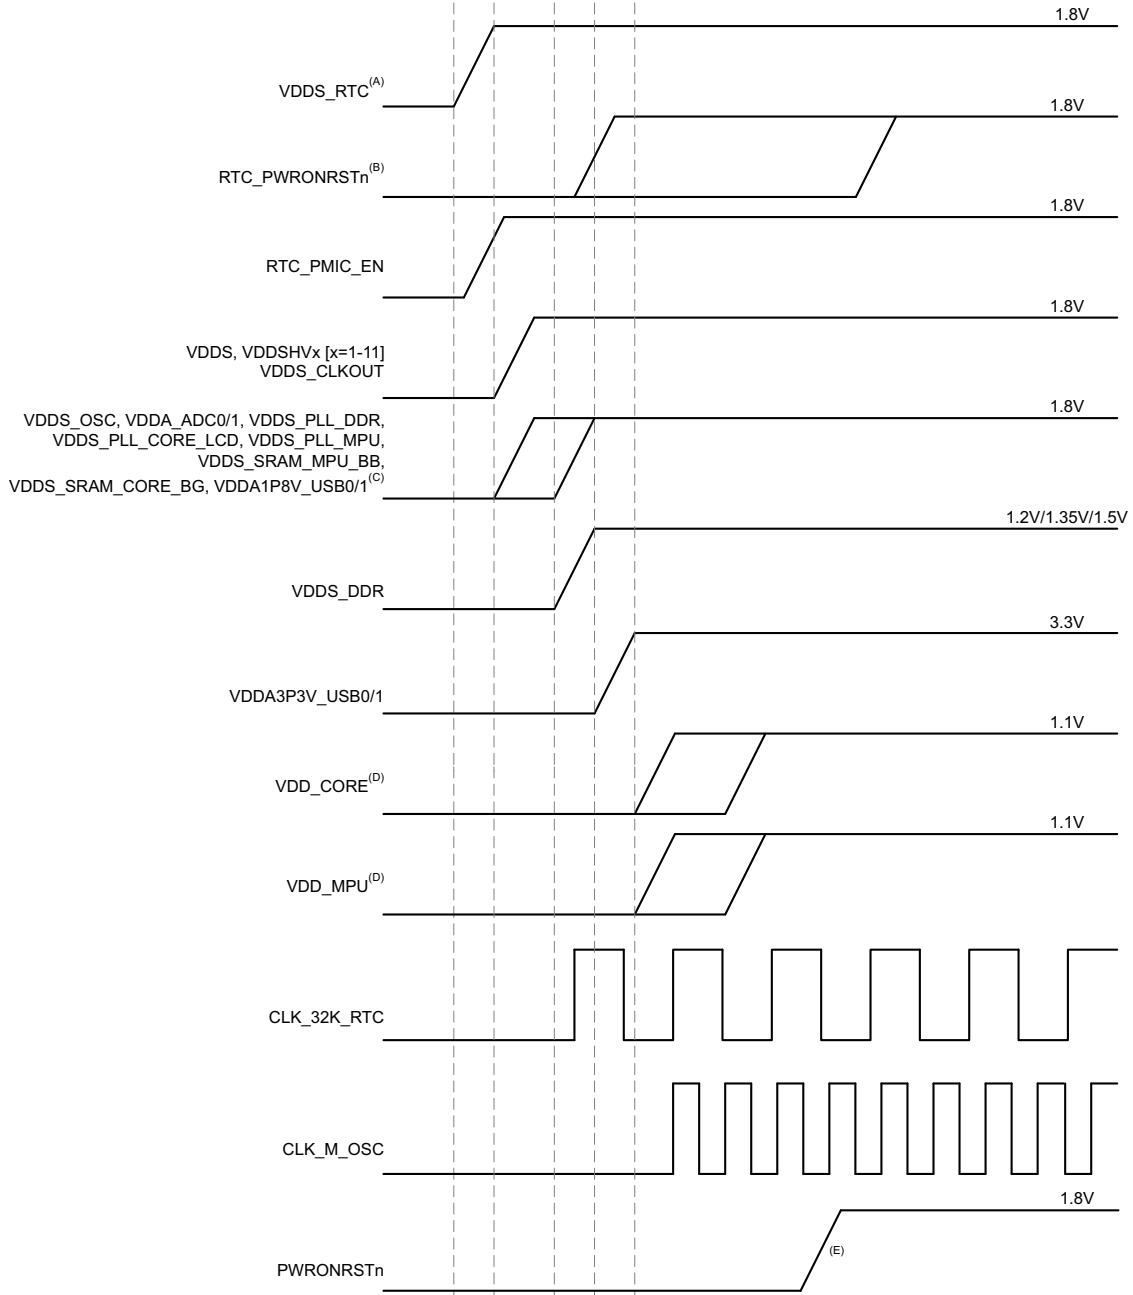 1.8V
VDDS_RTC(A)
1.8V
RTC_PWRONRSTn(B)
1.8V
RTC_PMIC_EN
1.8V
VDDS, VDDSHVx [x=1-11]
VDDS_CLKOUT
1.8V
VDDS_OSC, VDDA_ADC0/1, VDDS_PLL_DDR,
VDDS_PLL_CORE_LCD, VDDS_PLL_MPU,
VDDS_SRAM_MPU_BB,
VDDS_SRAM_CORE_BG, VDDA1P8V_USB0/1(C)
1.2V/1.35V/1.5V
VDDS_DDR
3.3V
VDDA3P3V_USB0/1
1.1V
VDD_CORE(D)
1.1V
VDD_MPU(D)
CLK_32K_RTC
CLK_M_OSC
1.8V
(E)
PWRONRSTn